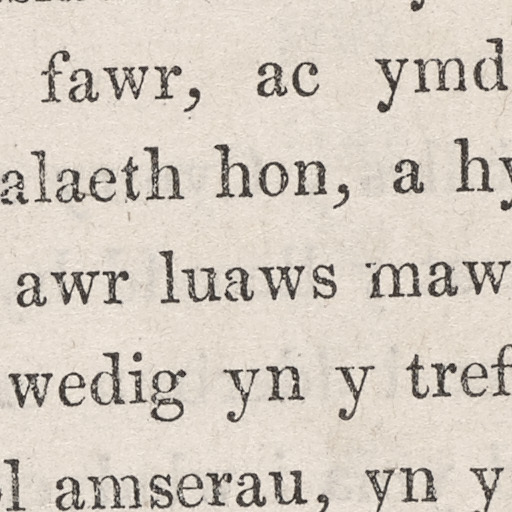 fawr, ac ymd
alaeth hon, a hy
awr luaws maw
wedig yn y tref
l amserau, yn y